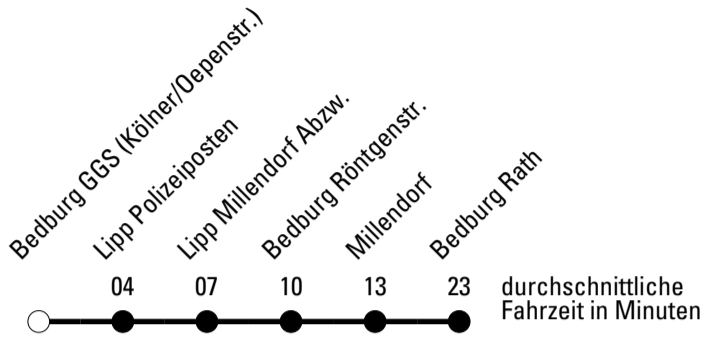 Bedburg GGS (Kölner/Oepenstr.)
Lipp Polizeiposten
Lipp Millendorf Abzw.
Bedburg Röntgenstr.
Millendorf
Bedburg Rath
04 07 10 13 23
durchschnittliche
Fahrzeit in Minuten